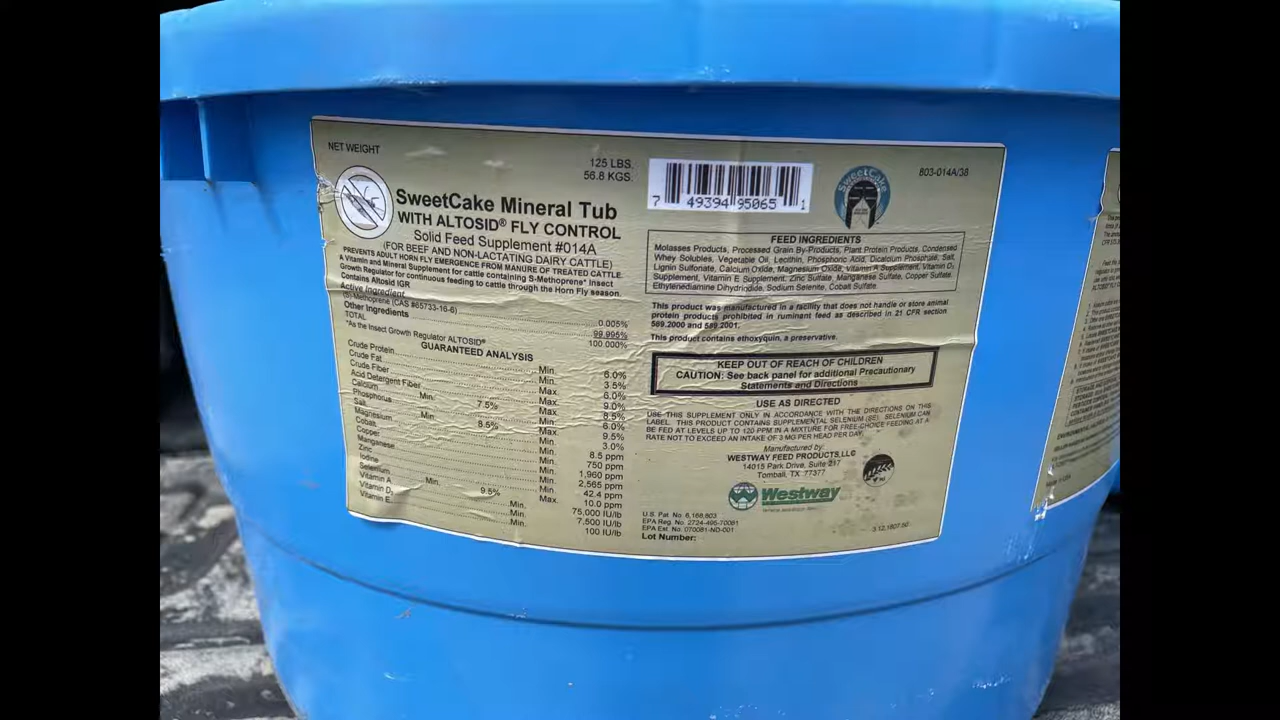 NET WEIGHT
125 LBS.
56.8 KGS.
SweetCake Mineral Tub
WITH ALTOSID® FLY CONTROL
Solid Feed Supplement #014A
(FOR BEEF AND NON-LACTATING DAIRY CATTLE)
PREVENTS ADULT HORN FLY EMERGENCE FROM MANURE OF TREATED CATTLE.
A Vitamin and Mineral Supplement for cattle containing S-Methoprene* Insect
Growth Regulator for continuous feeding to cattle through the Horn Fly season.
Contains Altosid IGR
Active Ingredient
(S)-Methoprene (CAS #65733-16-6) 0.005%
Other Ingredients 99.995%
TOTAL 100.000%
*As the Insect Growth Regulator ALTOSID®
GUARANTEED ANALYSIS
Crude Protein Min. 6.0%
Crude Fat Min. 3.5%
Crude Fiber Max. 6.0%
Acid Detergent Fiber Max. 9.0%
Calcium Min. 7.5% Max. 8.5%
Phosphorus Min. 6.0%
Salt Min. 8.5% Max. 9.5%
Magnesium Min. 3.0%
Cobalt Min. 8.5 ppm
Copper Min. 750 ppm
Manganese Min. 1,960 ppm
Zinc Min. 2,565 ppm
Iodine Min. 42.4 ppm
Selenium Min. 9.5% Max. 10.0 ppm
Vitamin A Min. 75,000 IU/lb
Vitamin D3 Min. 7,500 IU/lb
Vitamin E Min. 100 IU/lb
7 49394 95065 1
SweetCake
803-014A/38
FEED INGREDIENTS
Molasses Products, Processed Grain By-Products, Plant Protein Products, Condensed
Whey Solubles, Vegetable Oil, Lecithin, Phosphoric Acid, Dicalcium Phosphate, Salt,
Lignin Sulfonate, Calcium Oxide, Magnesium Oxide, Vitamin A Supplement, Vitamin D3
Supplement, Vitamin E Supplement, Zinc Sulfate, Manganese Sulfate, Copper Sulfate,
Ethylenediamine Dihydriodide, Sodium Selenite, Cobalt Sulfate.
This product was manufactured in a facility that does not handle or store animal
protein products prohibited in ruminant feed as described in 21 CFR section
589.2000 and 589.2001.
This product contains ethoxyquin, a preservative.
KEEP OUT OF REACH OF CHILDREN
CAUTION: See back panel for additional Precautionary
Statements and Directions
USE AS DIRECTED
USE THIS SUPPLEMENT ONLY IN ACCORDANCE WITH THE DIRECTIONS ON THIS
LABEL. THIS PRODUCT CONTAINS SUPPLEMENTAL SELENIUM (SE). SELENIUM CAN
BE FED AT LEVELS UP TO 120 PPM IN A MIXTURE FOR FREE-CHOICE FEEDING AT A
RATE NOT TO EXCEED AN INTAKE OF 3 MG PER HEAD PER DAY.
Manufactured by:
WESTWAY FEED PRODUCTS, LLC
14015 Park Drive, Suite 217
Tomball, TX 77377
Westway
U.S. Pat. No. 6,168,803
EPA Reg. No. 2724-495-70081
EPA Est. No. 070081-ND-001
Lot Number:
3.12.1807.50